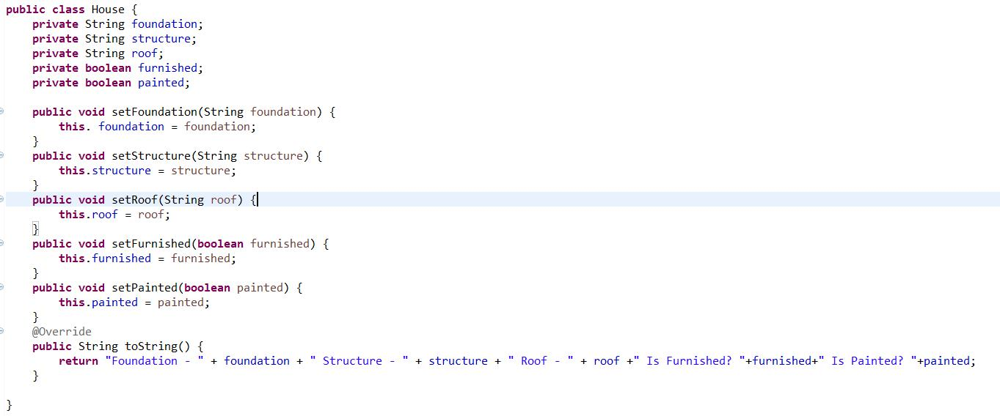 public class House {
    private String foundation;
    private String structure;
    private String roof;
    private boolean furnished;
    private boolean painted;

    public void setFoundation(String foundation) {
        this. foundation = foundation;
    }
    public void setStructure(String structure) {
        this.structure = structure;
    }
    public void setRoof(String roof) {
        this.roof = roof;
    }
    public void setFurnished(boolean furnished) {
        this.furnished = furnished;
    }
    public void setPainted(boolean painted) {
        this.painted = painted;
    }
    @Override
    public String toString() {
        return "Foundation - " + foundation + " Structure - " + structure + " Roof - " + roof +" Is Furnished? "+furnished+" Is Painted? "+painted;
    }

}